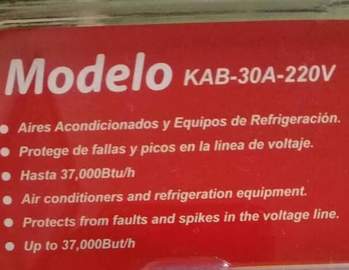 Modelo KAB-30A-220V
• Aires Acondicionados y Equipos de Refrigeración.
• Protege de fallas y picos en la linea de voltaje.
• Hasta 37,000Btu/h
• Air conditioners and refrigeration equipment.
• Protects from faults and spikes in the voltage line.
• Up to 37,000But/h